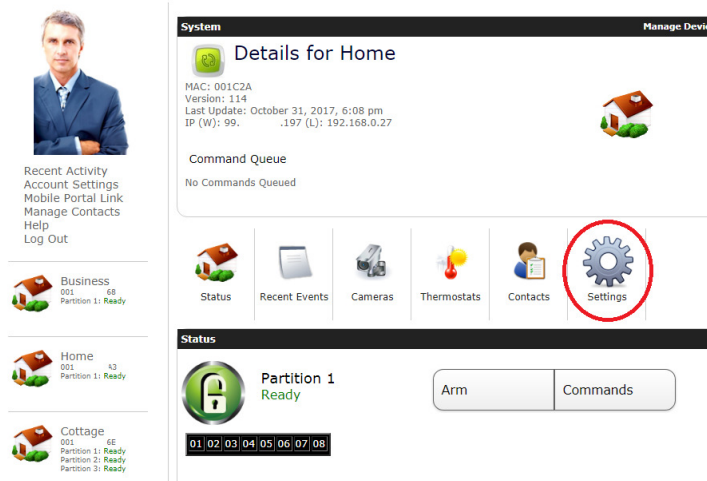 Recent Activity
Account Settings
Mobile Portal Link
Manage Contacts
Help
Log Out
Business
001 68
Partition 1: Ready
Home
001 A3
Partition 1: Ready
Cottage
001 6E
Partition 1: Ready
Partition 2: Ready
Partition 3: Ready
System Manage Devi
Details for Home
MAC: 001C2A
Version: 114
Last Update: October 31, 2017, 6:08 pm
IP (W): 99. .197 (L): 192.168.0.27
Command Queue
No Commands Queued
Status Recent Events Cameras Thermostats Contacts Settings
Status
Partition 1
Ready
Arm Commands
01 02 03 04 05 06 07 08